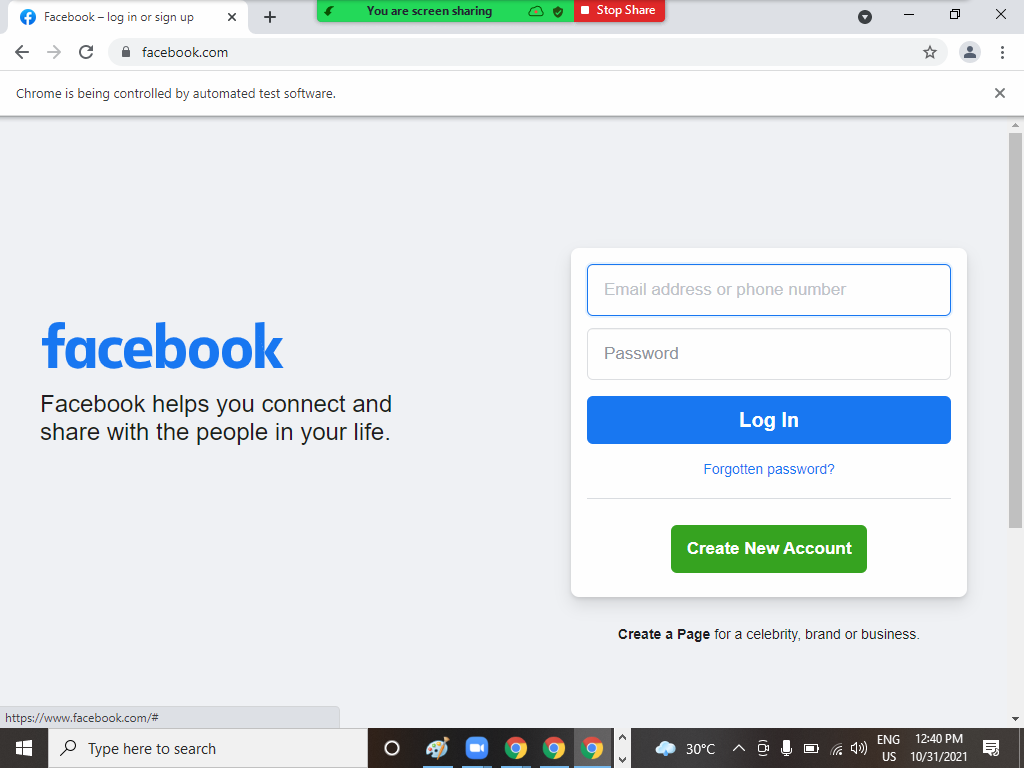 Facebook – log in or sign up
You are screen sharing
Stop Share
facebook.com
Chrome is being controlled by automated test software.
facebook
Facebook helps you connect and
share with the people in your life.
Email address or phone number
Password
Log In
Forgotten password?
Create New Account
Create a Page for a celebrity, brand or business.
https://www.facebook.com/#
Type here to search
30°C
ENG
US
12:40 PM
10/31/2021